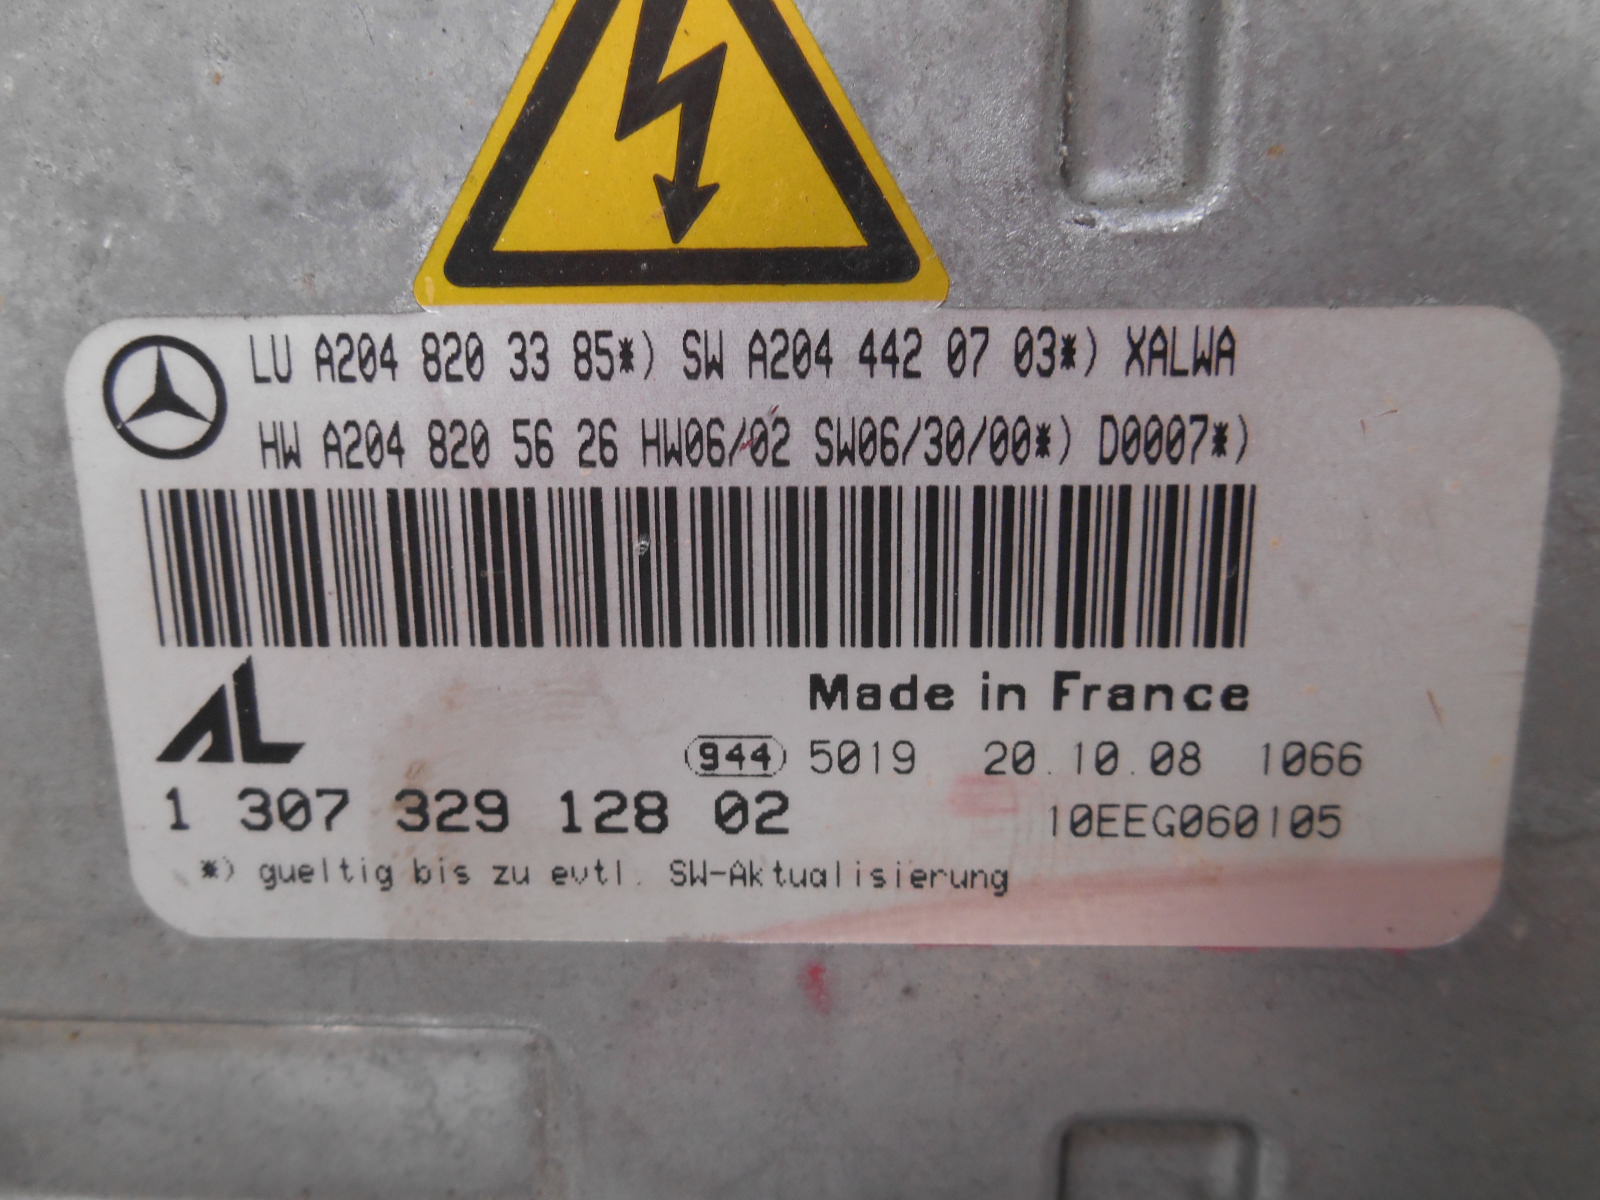 LU A204 820 33 85*) SW A204 442 07 03*) XALWA
HW A204 820 56 26 HW06/02 SW06/30/00*) D0007*)
AL
Made in France
944 5019 20.10.08 1066
1 307 329 128 02
10EEG060105
*) gueltig bis zu evtl. SW-Aktualisierung